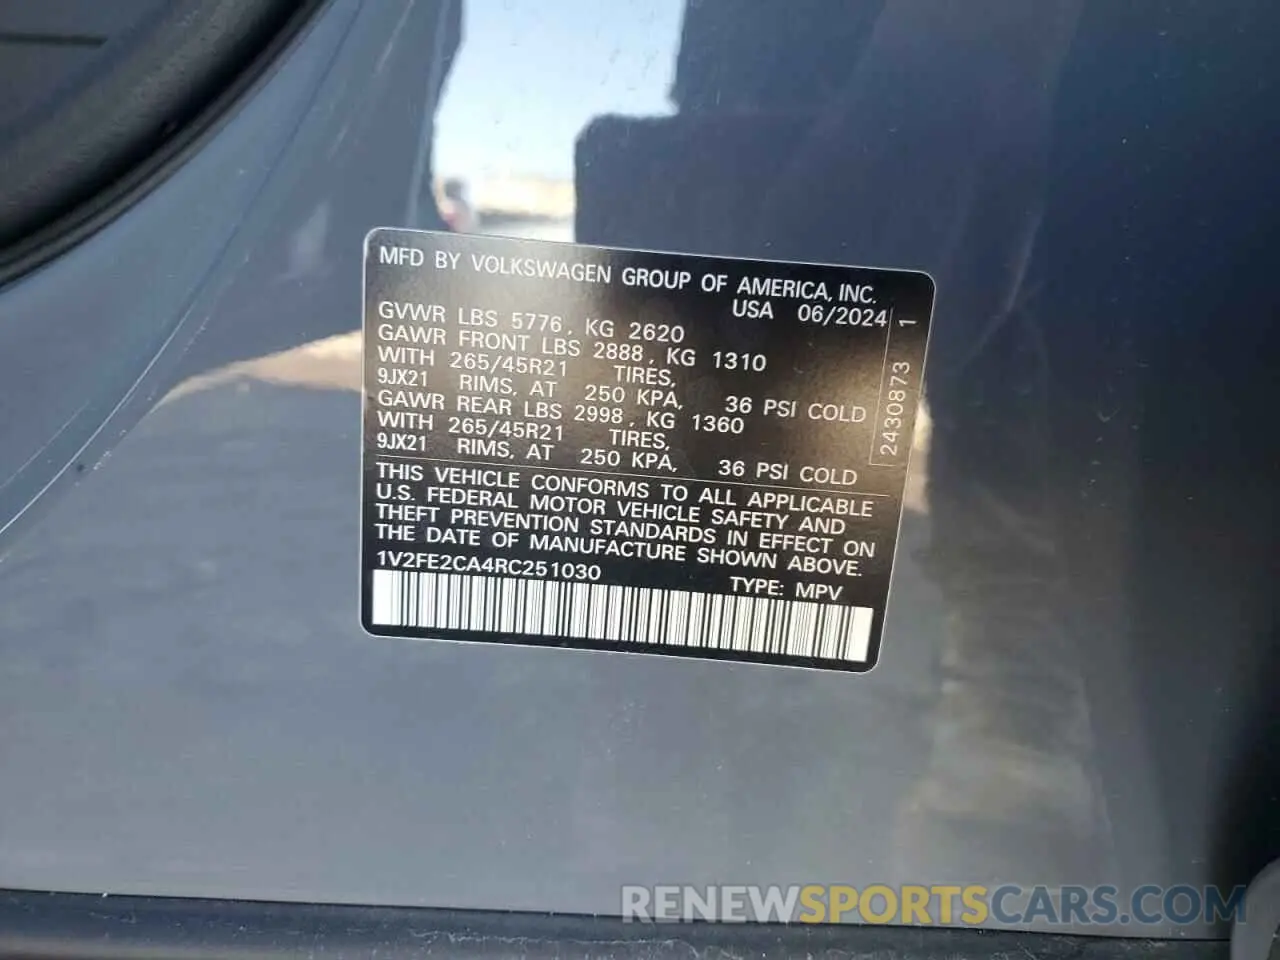 MFD BY VOLKSWAGEN GROUP OF AMERICA, INC.
USA 06/2024
GVWR LBS 5776, KG 2620
GAWR FRONT LBS 2888, KG 1310
WITH 265/45R21 TIRES,
9JX21 RIMS, AT 250 KPA, 36 PSI COLD
GAWR REAR LBS 2998, KG 1360
WITH 265/45R21 TIRES,
9JX21 RIMS, AT 250 KPA, 36 PSI COLD
2430873 1
THIS VEHICLE CONFORMS TO ALL APPLICABLE
U.S. FEDERAL MOTOR VEHICLE SAFETY AND
THEFT PREVENTION STANDARDS IN EFFECT ON
THE DATE OF MANUFACTURE SHOWN ABOVE.
1V2FE2CA4RC251030 TYPE: MPV
RENEWSPORTSCARS.COM